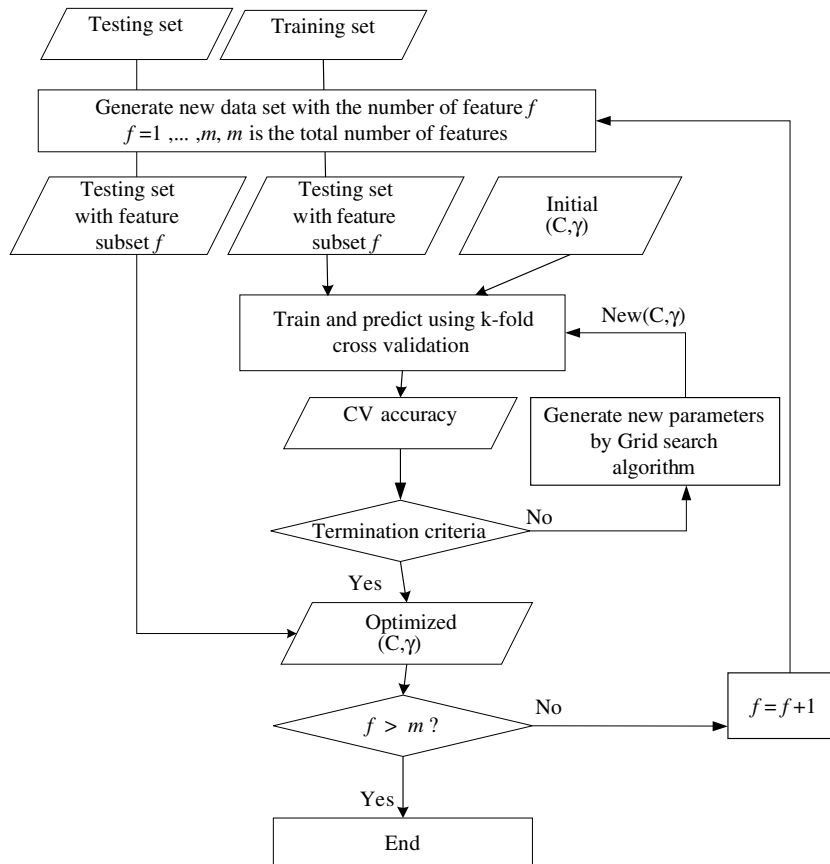 Testing set
Training set
Generate new data set with the number of feature f
f =1 ,... ,m, m is the total number of features
Testing set
with feature
subset f
Testing set
with feature
subset f
Initial
(C,γ)
Train and predict using k-fold
cross validation
New(C,γ)
CV accuracy
Generate new parameters
by Grid search
algorithm
Termination criteria
No
Yes
Optimized
(C,γ)
f > m ?
No
f = f +1
Yes
End